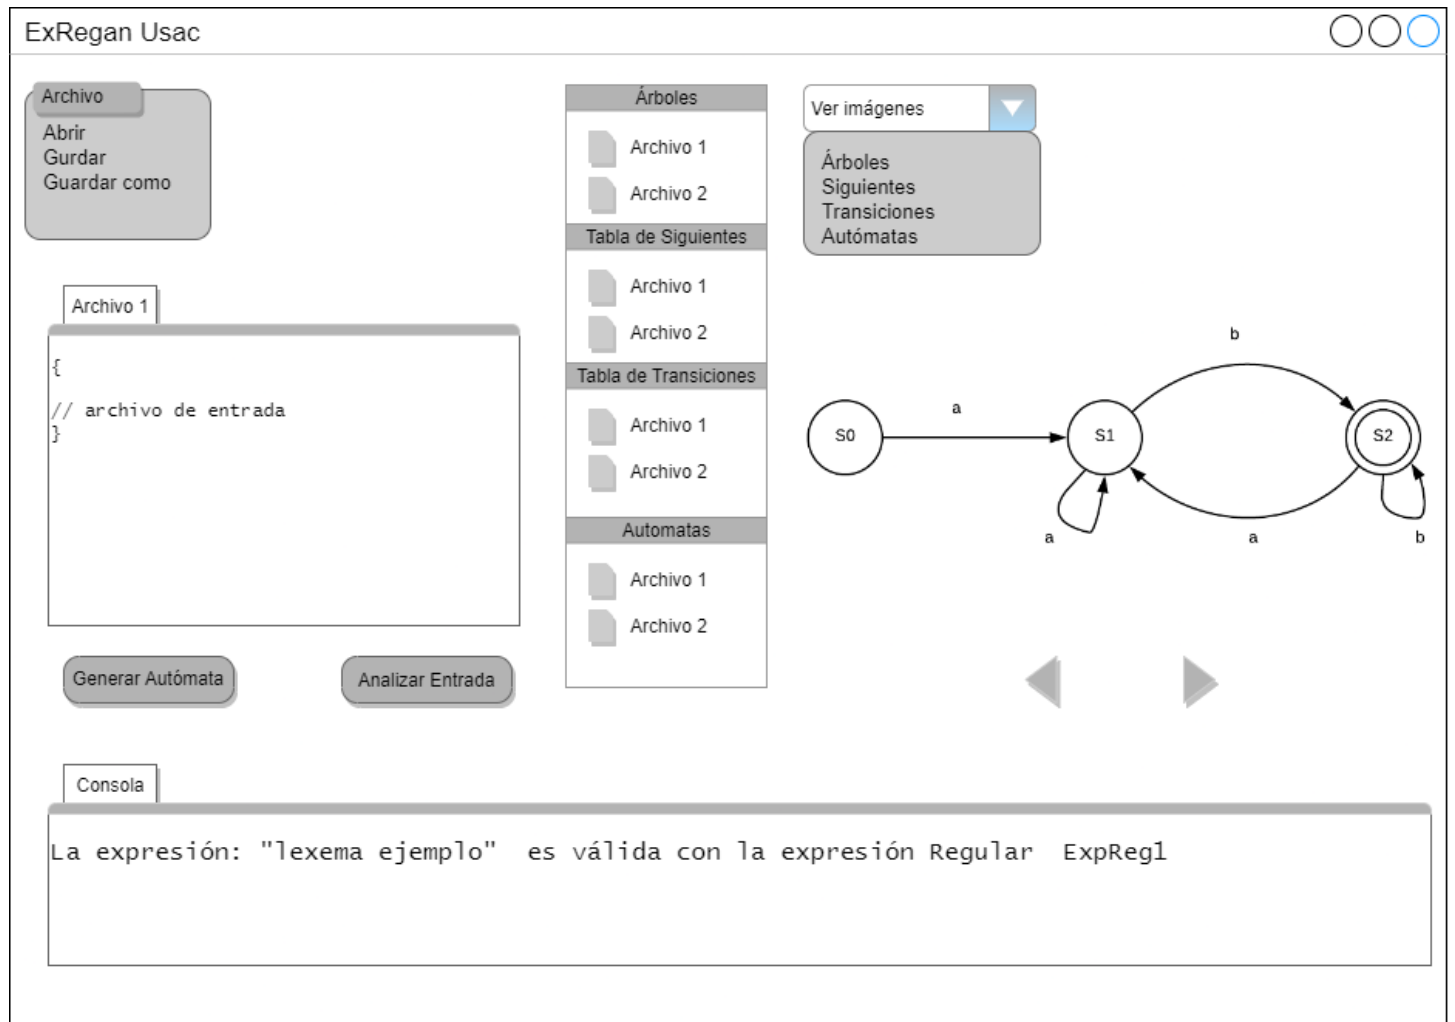 ExRegan Usac
Archivo
Abrir
Gurdar
Guardar como
Archivo 1
{
// archivo de entrada
}
Generar Autómata
Analizar Entrada
Árboles
Archivo 1
Archivo 2
Tabla de Siguientes
Archivo 1
Archivo 2
Tabla de Transiciones
Archivo 1
Archivo 2
Automatas
Archivo 1
Archivo 2
Ver imágenes
Árboles
Siguientes
Transiciones
Autómatas
b
a
S0
S1
S2
a
a
b
Consola
La expresión: "lexema ejemplo"  es válida con la expresión Regular  ExpReg1